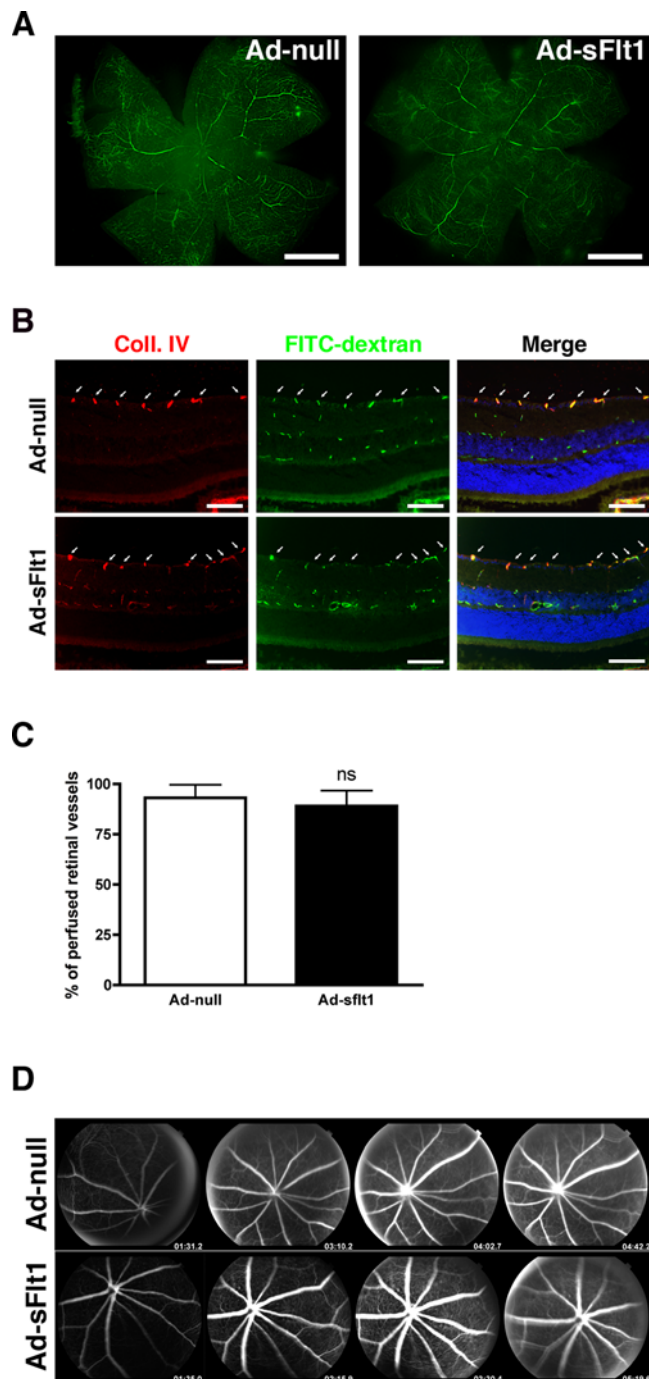 A
Ad-null
Ad-sFlt1
B
Coll. IV
FITC-dextran
Merge
Ad-null
Ad-sFlt1
C
ns
% of perfused retinal vessels
100
75
50
25
0
Ad-null
Ad-sflt1
D
Ad-null
01:31.2
03:10.2
04:02.7
04:42.2
Ad-sFlt1